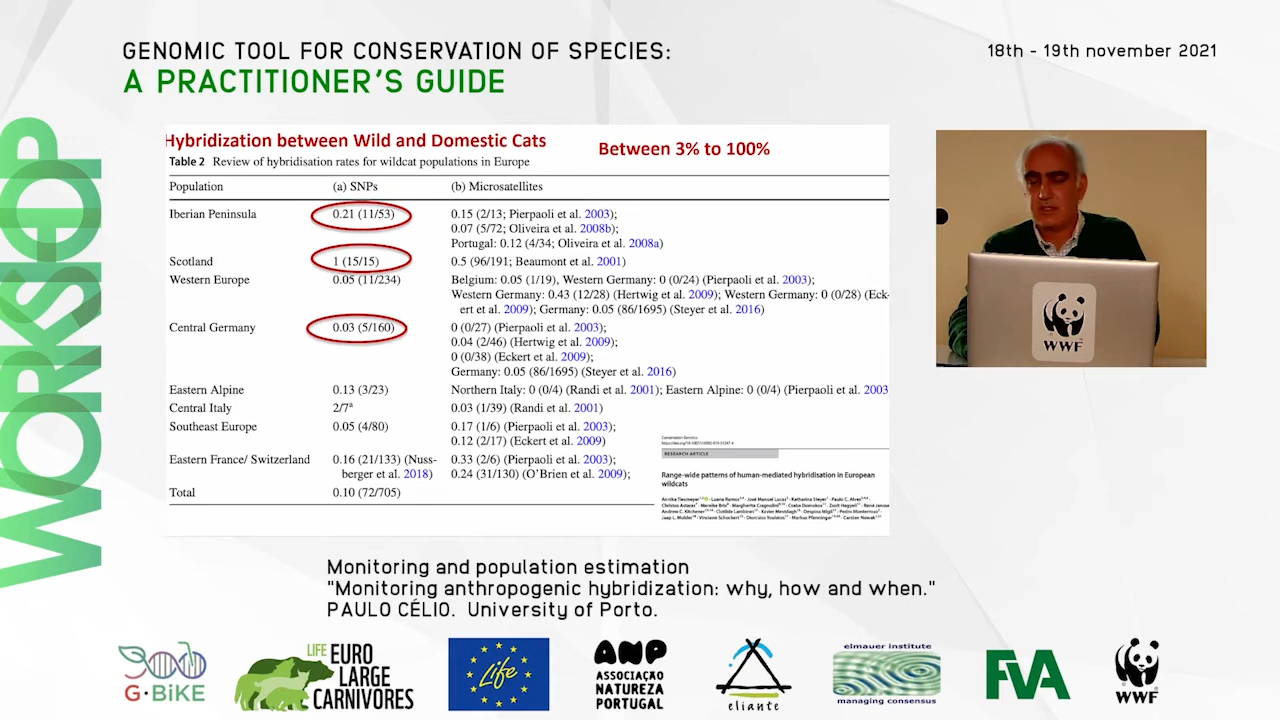 GENOMIC TOOL FOR CONSERVATION OF SPECIES:
A PRACTITIONER'S GUIDE
18th - 19th november 2021
WORKSHOP
Hybridization between Wild and Domestic Cats
Between 3% to 100%
Table 2 Review of hybridisation rates for wildcat populations in Europe
Population (a) SNPs (b) Microsatellites
Iberian Peninsula 0.21 (11/53) 0.15 (2/13; Pierpaoli et al. 2003);
0.07 (5/72; Oliveira et al. 2008b);
Portugal: 0.12 (4/34; Oliveira et al. 2008a)
Scotland 1 (15/15) 0.5 (96/191; Beaumont et al. 2001)
Western Europe 0.05 (11/234) Belgium: 0.05 (1/19), Western Germany: 0 (0/24) (Pierpaoli et al. 2003);
Western Germany: 0.43 (12/28) (Hertwig et al. 2009); Western Germany: 0 (0/28) (Eck-
ert et al. 2009); Germany: 0.05 (86/1695) (Steyer et al. 2016)
Central Germany 0.03 (5/160) 0 (0/27) (Pierpaoli et al. 2003);
0.04 (2/46) (Hertwig et al. 2009);
0 (0/38) (Eckert et al. 2009);
Germany: 0.05 (86/1695) (Steyer et al. 2016)
Eastern Alpine 0.13 (3/23) Northern Italy: 0 (0/4) (Randi et al. 2001); Eastern Alpine: 0 (0/4) (Pierpaoli et al. 2003
Central Italy 2/7a 0.03 (1/39) (Randi et al. 2001)
Southeast Europe 0.05 (4/80) 0.17 (1/6) (Pierpaoli et al. 2003);
0.12 (2/17) (Eckert et al. 2009)
Eastern France/ Switzerland 0.16 (21/133) (Nuss- 0.33 (2/6) (Pierpaoli et al. 2003);
berger et al. 2018) 0.24 (31/130) (O'Brien et al. 2009);
Total 0.10 (72/705)
Conservation Genetics
RESEARCH ARTICLE
Range-wide patterns of human-mediated hybridisation in European
wildcats
WWF
Monitoring and population estimation
"Monitoring anthropogenic hybridization: why, how and when."
PAULO CÉLIO. University of Porto.
G·BiKE
LIFE EURO
LARGE
CARNIVORES
Life
ANP
ASSOCIAÇÃO
NATUREZA
PORTUGAL
eliante
elmauer institute
managing consensus
FVA
WWF